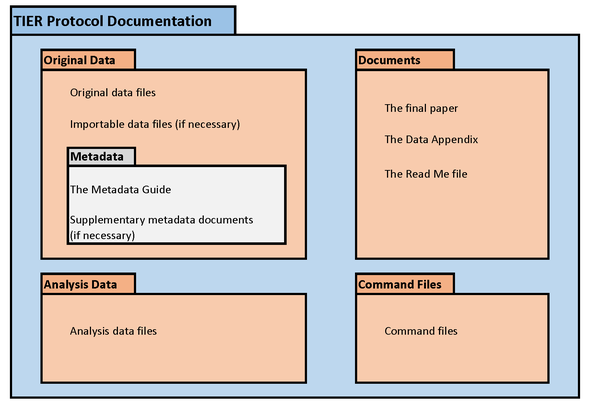 TIER Protocol Documentation
Original Data
Original data files
Importable data files (if necessary)
Metadata
The Metadata Guide
Supplementary metadata documents
(if necessary)
Documents
The final paper
The Data Appendix
The Read Me file
Analysis Data
Analysis data files
Command Files
Command files